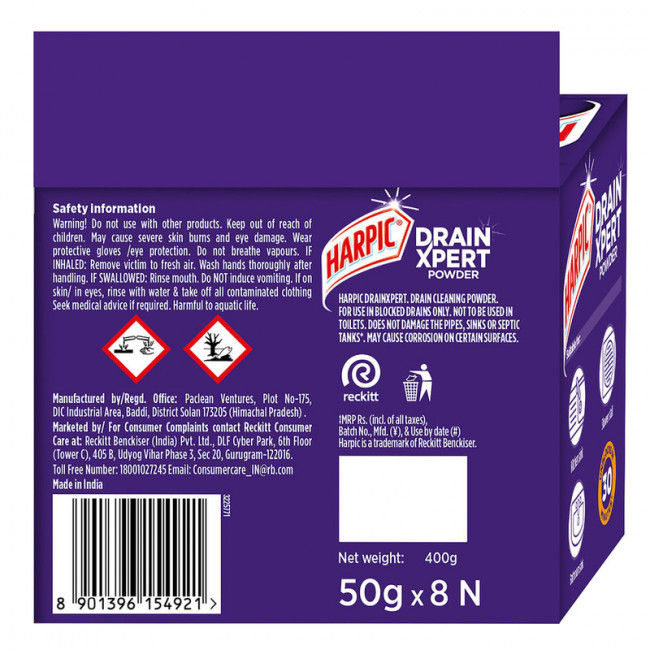 Safety information
Warning! Do not use with other products. Keep out of reach of
children. May cause severe skin burns and eye damage. Wear
protective gloves /eye protection. Do not breathe vapours. IF
INHALED: Remove victim to fresh air. Wash hands thoroughly after
handling. IF SWALLOWED: Rinse mouth. Do NOT induce vomiting. If on
skin/ in eyes, rinse with water & take off all contaminated clothing
Seek medical advice if required. Harmful to aquatic life.
Manufactured by/Regd. Office: Paclean Ventures, Plot No-175,
DIC Industrial Area, Baddi, District Solan 173205 (Himachal Pradesh) .
Marketed by/ For Consumer Complaints contact Reckitt Consumer
Care at: Reckitt Benckiser (India) Pvt. Ltd., DLF Cyber Park, 6th Floor
(Tower C), 405 B, Udyog Vihar Phase 3, Sec 20, Gurugram-122016.
Toll Free Number: 18001027245 Email: Consumercare_IN@rb.com
Made in India
3225771
8 901396 154921 >
HARPIC®
DRAIN
XPERT
POWDER
HARPIC DRAINXPERT. DRAIN CLEANING POWDER.
FOR USE IN BLOCKED DRAINS ONLY. NOT TO BE USED IN
TOILETS. DOES NOT DAMAGE THE PIPES, SINKS OR SEPTIC
TANKS*. MAY CAUSE CORROSION ON CERTAIN SURFACES.
reckitt
!MRP Rs. (incl. of all taxes),
Batch No., Mfd. (¥), & Use by date (#)
Harpic is a trademark of Reckitt Benckiser.
Net weight: 400g
50g x 8 N
HARPIC®
DRAIN
XPERT
POWDER
Suitable for:
30